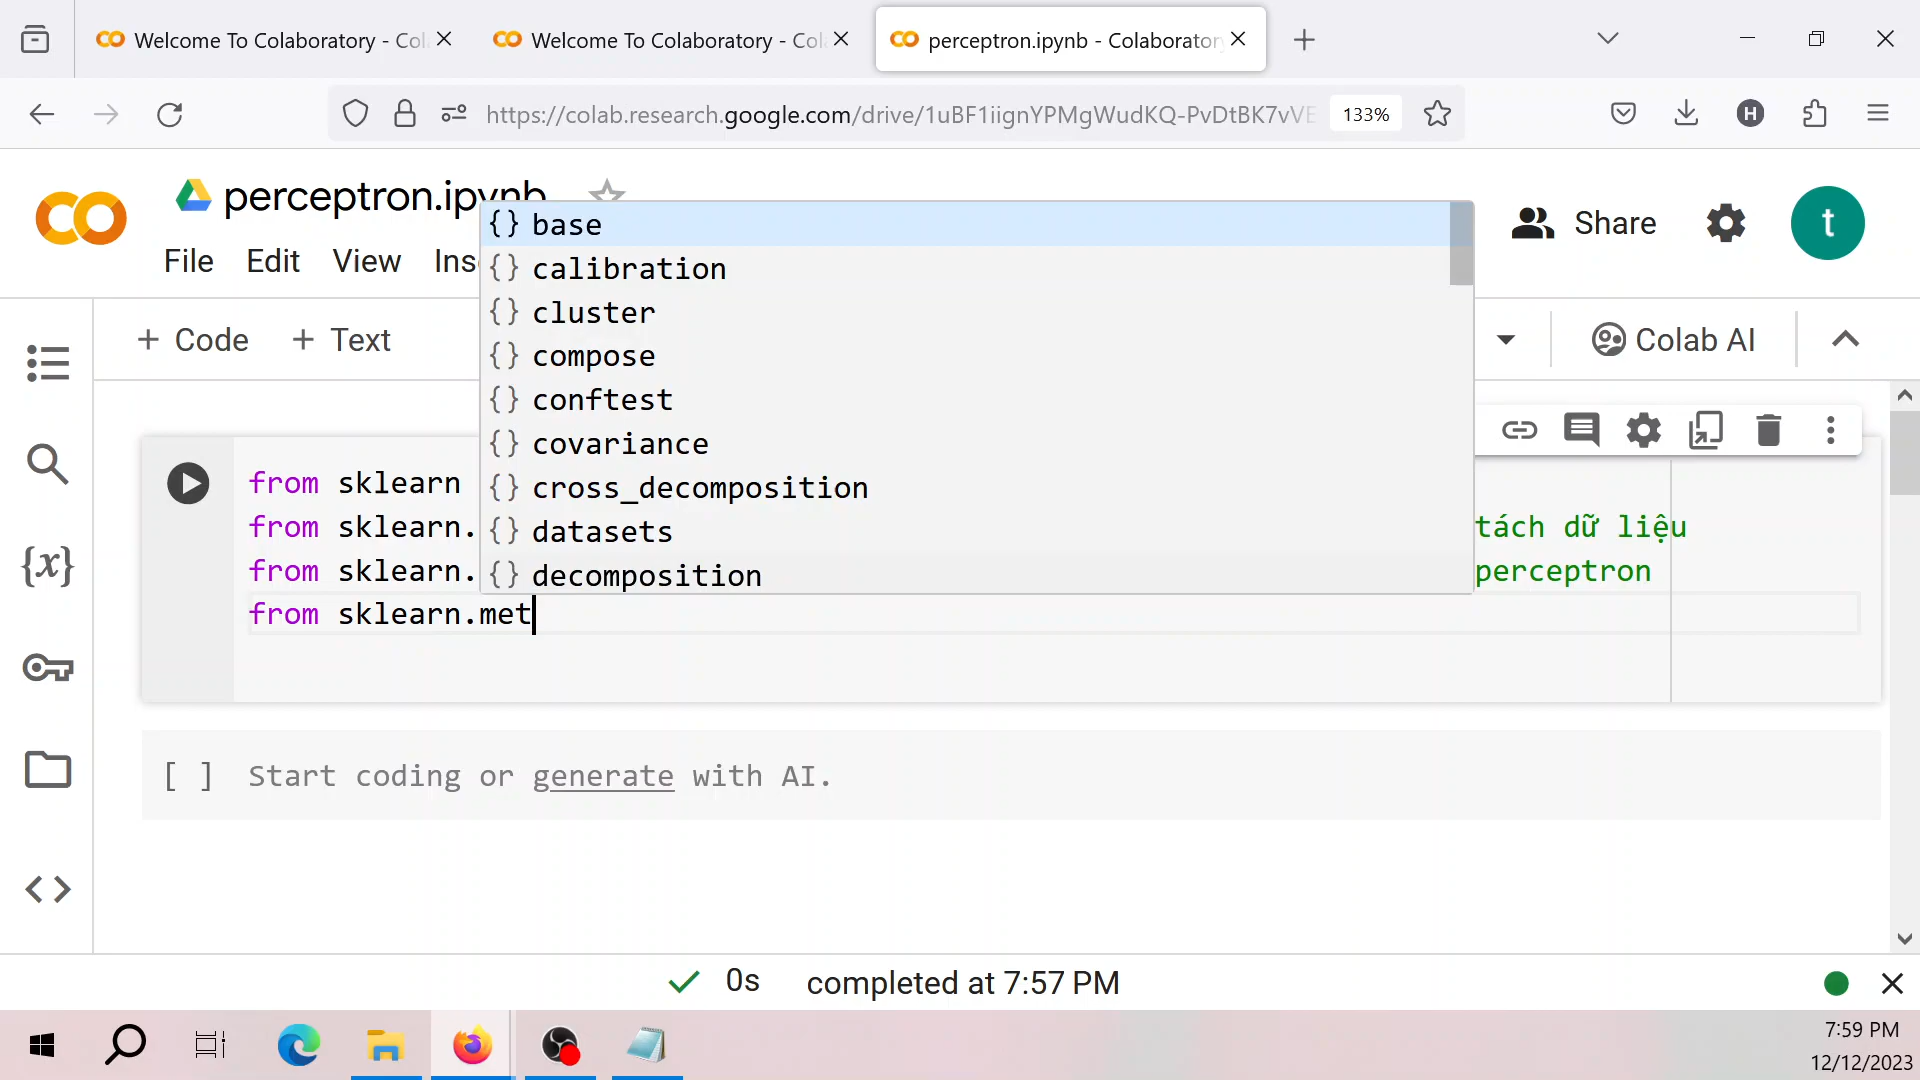 Welcome To Colaboratory - Col
Welcome To Colaboratory - Col
perceptron.ipynb - Colaboratory
https://colab.research.google.com/drive/1uBF1iignYPMgWudKQ-PvDtBK7vVE
133%
H
perceptron.ipynb
File Edit View Ins
Share
t
+ Code + Text
Colab AI
{} base
{} calibration
{} cluster
{} compose
{} conftest
{} covariance
{} cross_decomposition
{} datasets
{} decomposition
from sklearn
from sklearn. tách dữ liệu
from sklearn. perceptron
from sklearn.met
{x}
[ ] Start coding or generate with AI.
<>
0s completed at 7:57 PM
7:59 PM
12/12/2023